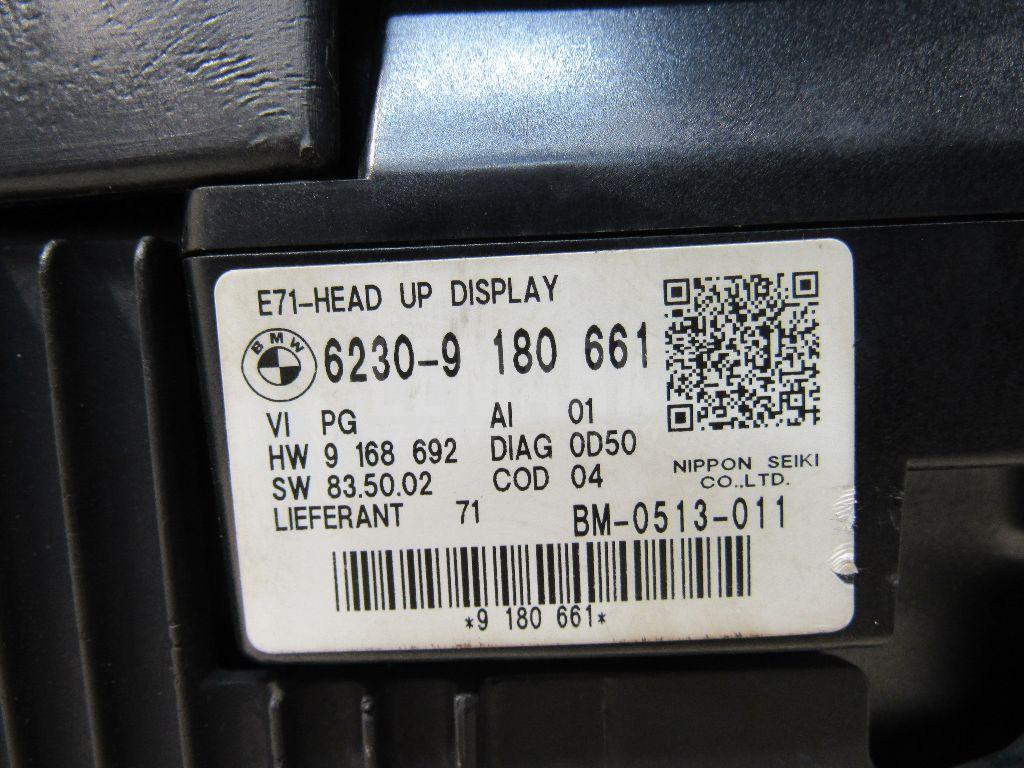 E71-HEAD UP DISPLAY
BMW 6230-9 180 661
VI PG AI 01
HW 9 168 692 DIAG 0D50
SW 83.50.02 COD 04
NIPPON SEIKI
CO.,LTD.
LIEFERANT 71 BM-0513-011
*9 180 661*